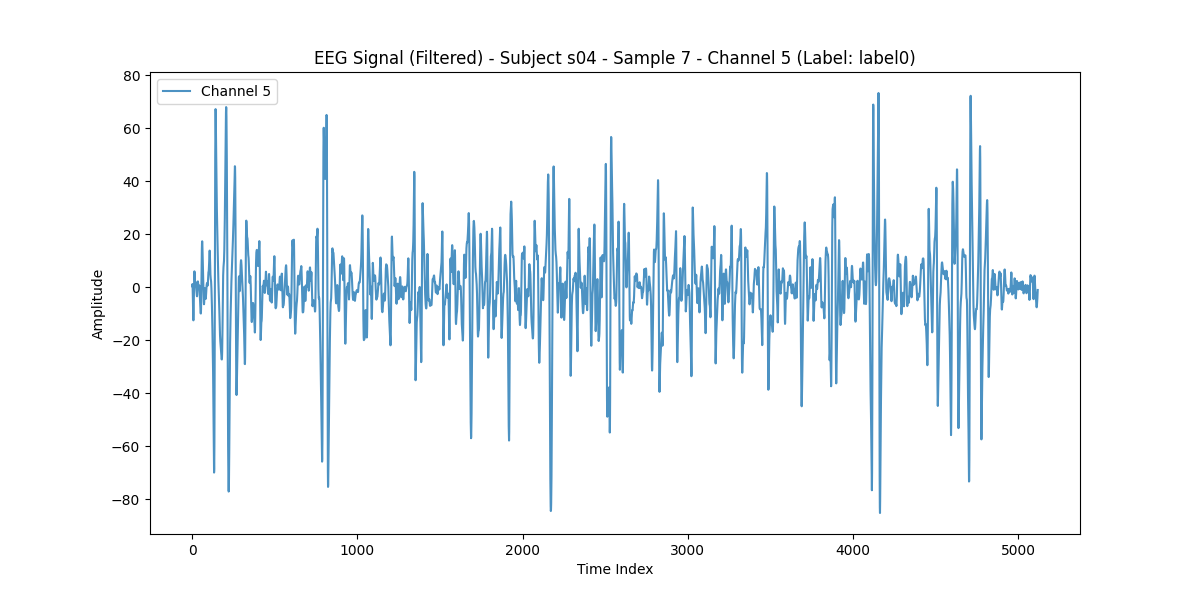 EEG Signal (Filtered) - Subject s04 - Sample 7 - Channel 5 (Label: label0)
Channel 5
80
60
40
20
0
−20
−40
−60
−80
Amplitude
0 1000 2000 3000 4000 5000
Time Index